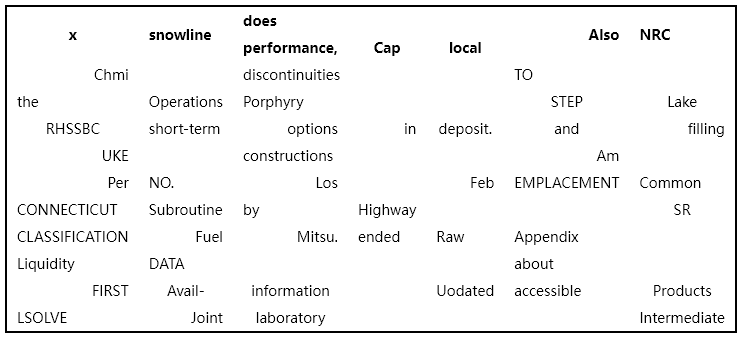 x snowline does performance, Cap local Also NRC
Chmi discontinuities TO
the Operations Porphyry STEP Lake
RHSSBC short-term options in deposit. and filling
UKE constructions Am
Per NO. Los Feb EMPLACEMENT Common
CONNECTICUT Subroutine by Highway SR
CLASSIFICATION Fuel Mitsu. ended Raw Appendix
Liquidity DATA about
FIRST Avail- information Uodated accessible Products
LSOLVE Joint laboratory Intermediate